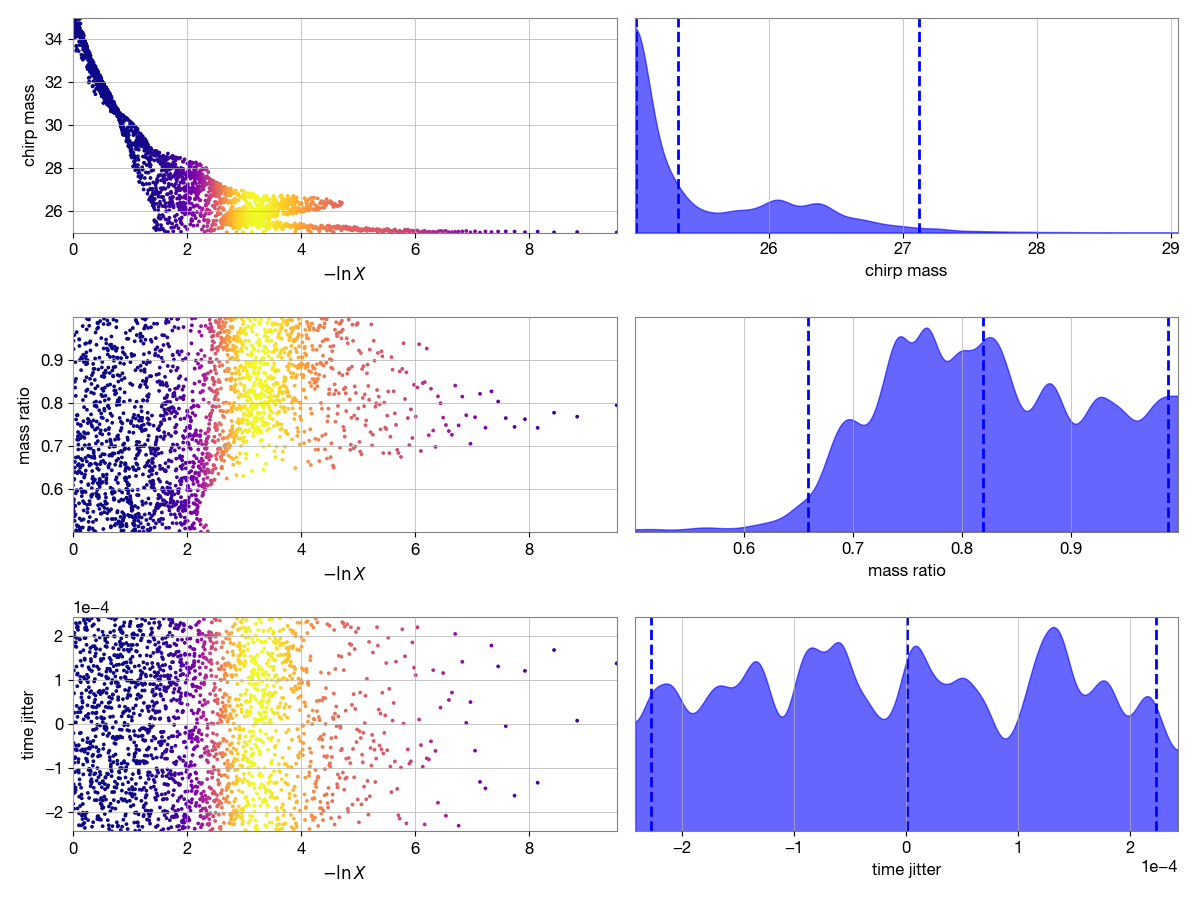 34
32
30
28
26
chirp mass
0 2 4 6 8
−ln X
26 27 28 29
chirp mass
0.9
0.8
0.7
0.6
mass ratio
0 2 4 6 8
−ln X
0.6 0.7 0.8 0.9
mass ratio
1e−4
2
1
0
−1
−2
time jitter
0 2 4 6 8
−ln X
−2 −1 0 1 2
1e−4
time jitter